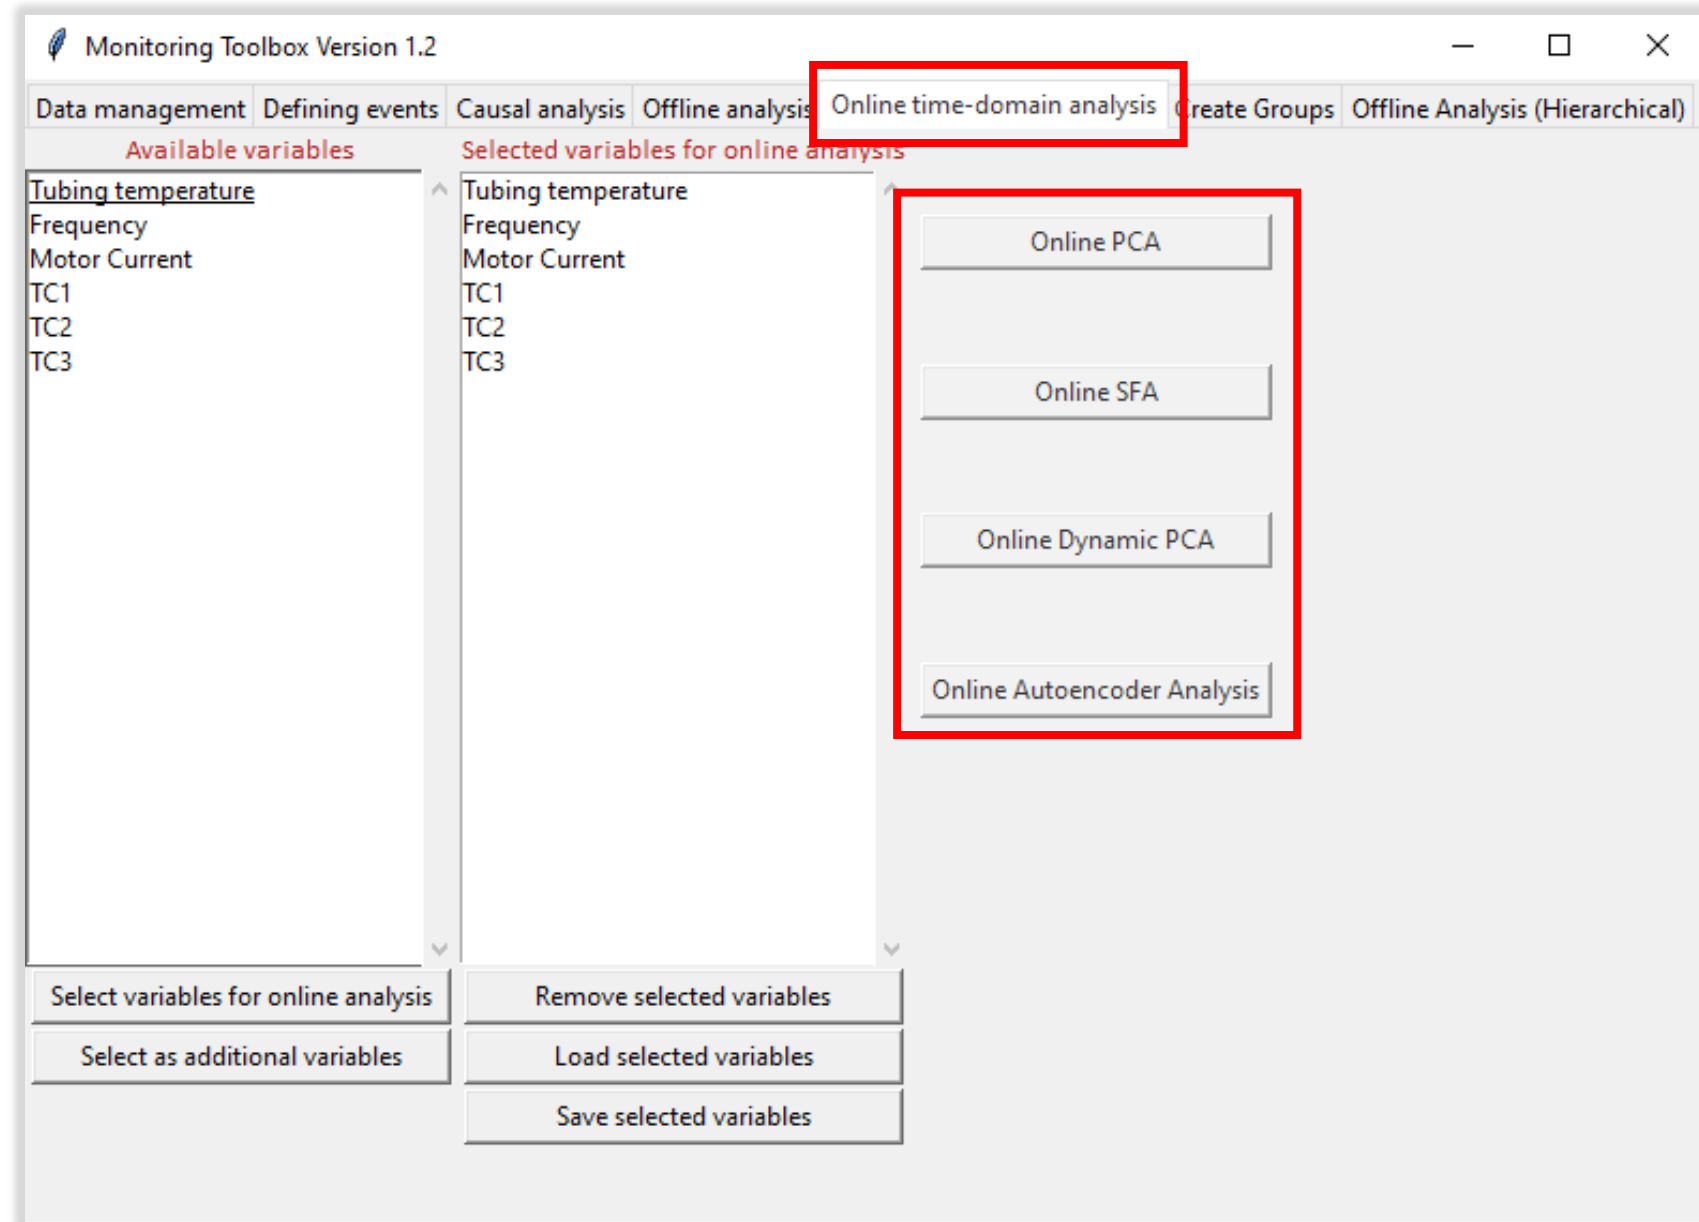 Monitoring Toolbox Version 1.2
Data management Defining events Causal analysis Offline analysis Online time-domain analysis Create Groups Offline Analysis (Hierarchical)
Available variables
Selected variables for online analysis
Tubing temperature
Frequency
Motor Current
TC1
TC2
TC3
Tubing temperature
Frequency
Motor Current
TC1
TC2
TC3
Online PCA
Online SFA
Online Dynamic PCA
Online Autoencoder Analysis
Select variables for online analysis
Select as additional variables
Remove selected variables
Load selected variables
Save selected variables